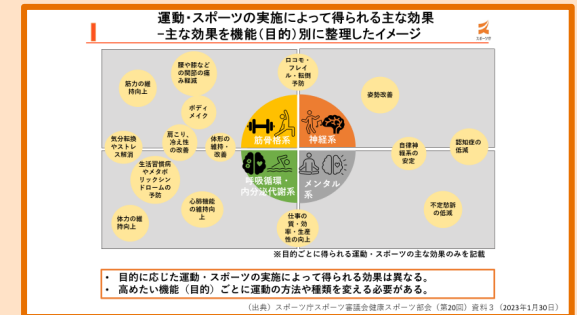 運動・スポーツの実施によって得られる主な効果
−主な効果を機能（目的）別に整理したイメージ
スポーツ庁
腰や膝など
の関節の痛
み軽減
ロコモ・
フレイ
ル・転倒
予防
筋力の維
持向上
姿勢改善
ボディ
メイク
筋骨格系
神経系
気分転換
やストレ
ス解消
肩こり、
冷え性
の改善
体形の
維持・
改善
自律神
経系の
安定
認知症の
低減
生活習慣病
やメタボ
リックシン
ドロームの
予防
呼吸循環・
内分泌代謝系
メンタル
系
心肺機能
の維持向
上
不定愁訴
の低減
体力の維
持向上
仕事の
質・効
率・生産
性の向上
※目的ごとに得られる運動・スポーツの主な効果のみを記載
• 目的に応じた運動・スポーツの実施によって得られる効果は異なる。
• 高めたい機能（目的）ごとに運動の方法や種類を変える必要がある。
（出典）スポーツ庁スポーツ審議会健康スポーツ部会（第20回）資料３（2023年1月30日）